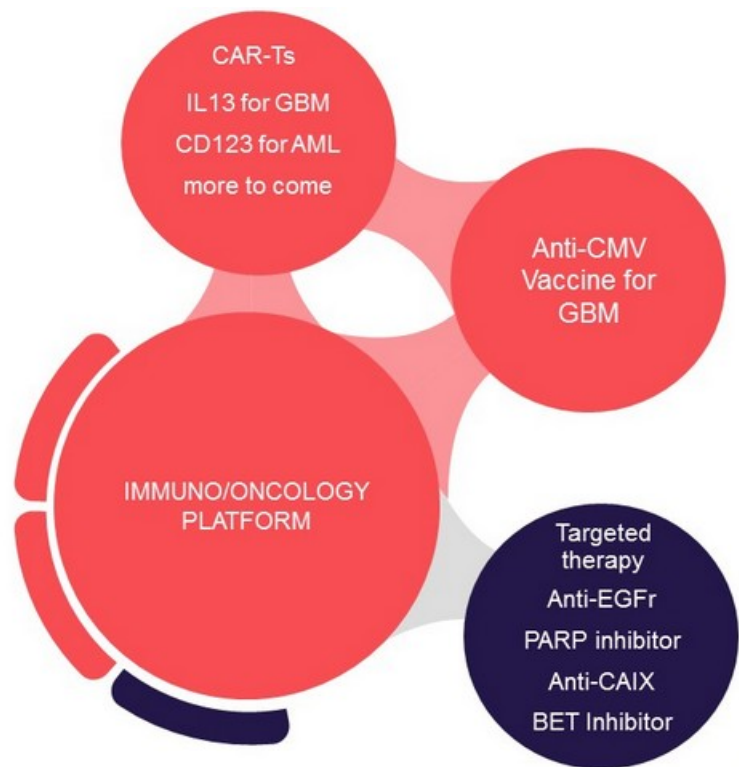 CAR-Ts
IL13 for GBM
CD123 for AML
more to come
Anti-CMV
Vaccine for
GBM
IMMUNO/ONCOLOGY
PLATFORM
Targeted
therapy
Anti-EGFr
PARP inhibitor
Anti-CAIX
BET Inhibitor